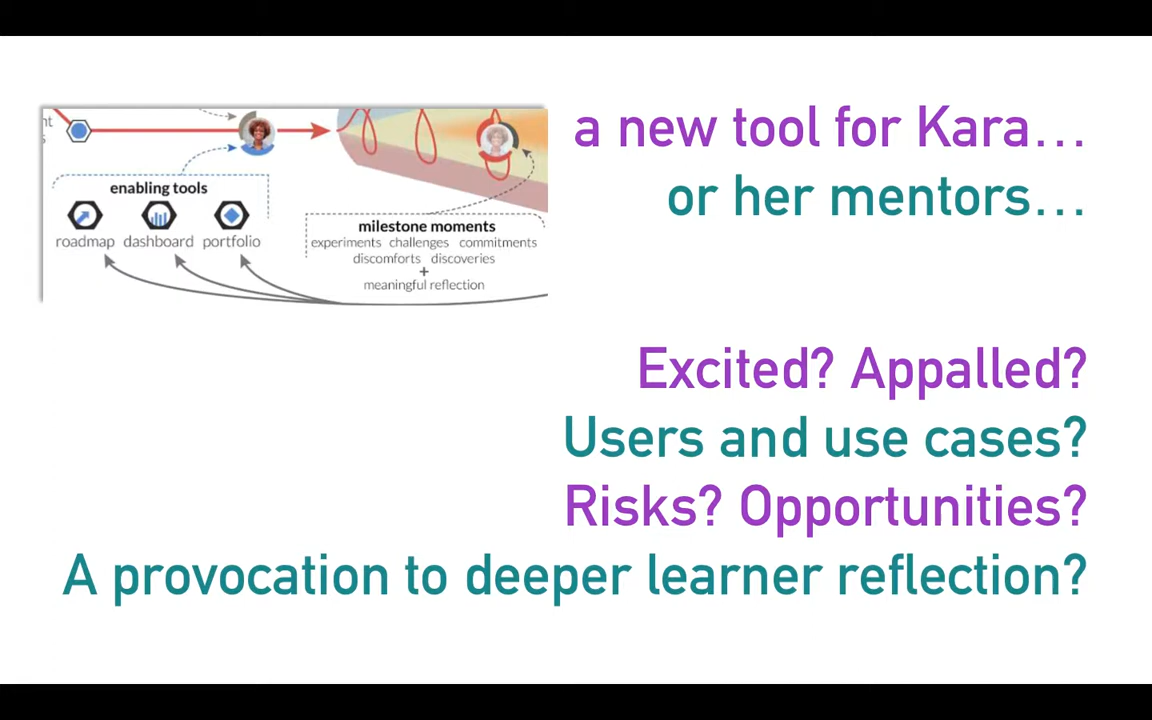 a new tool for Kara...
or her mentors...
nt
s
enabling tools
roadmap dashboard portfolio
milestone moments
experiments challenges commitments
discomforts discoveries
+
meaningful reflection
Excited? Appalled?
Users and use cases?
Risks? Opportunities?
A provocation to deeper learner reflection?